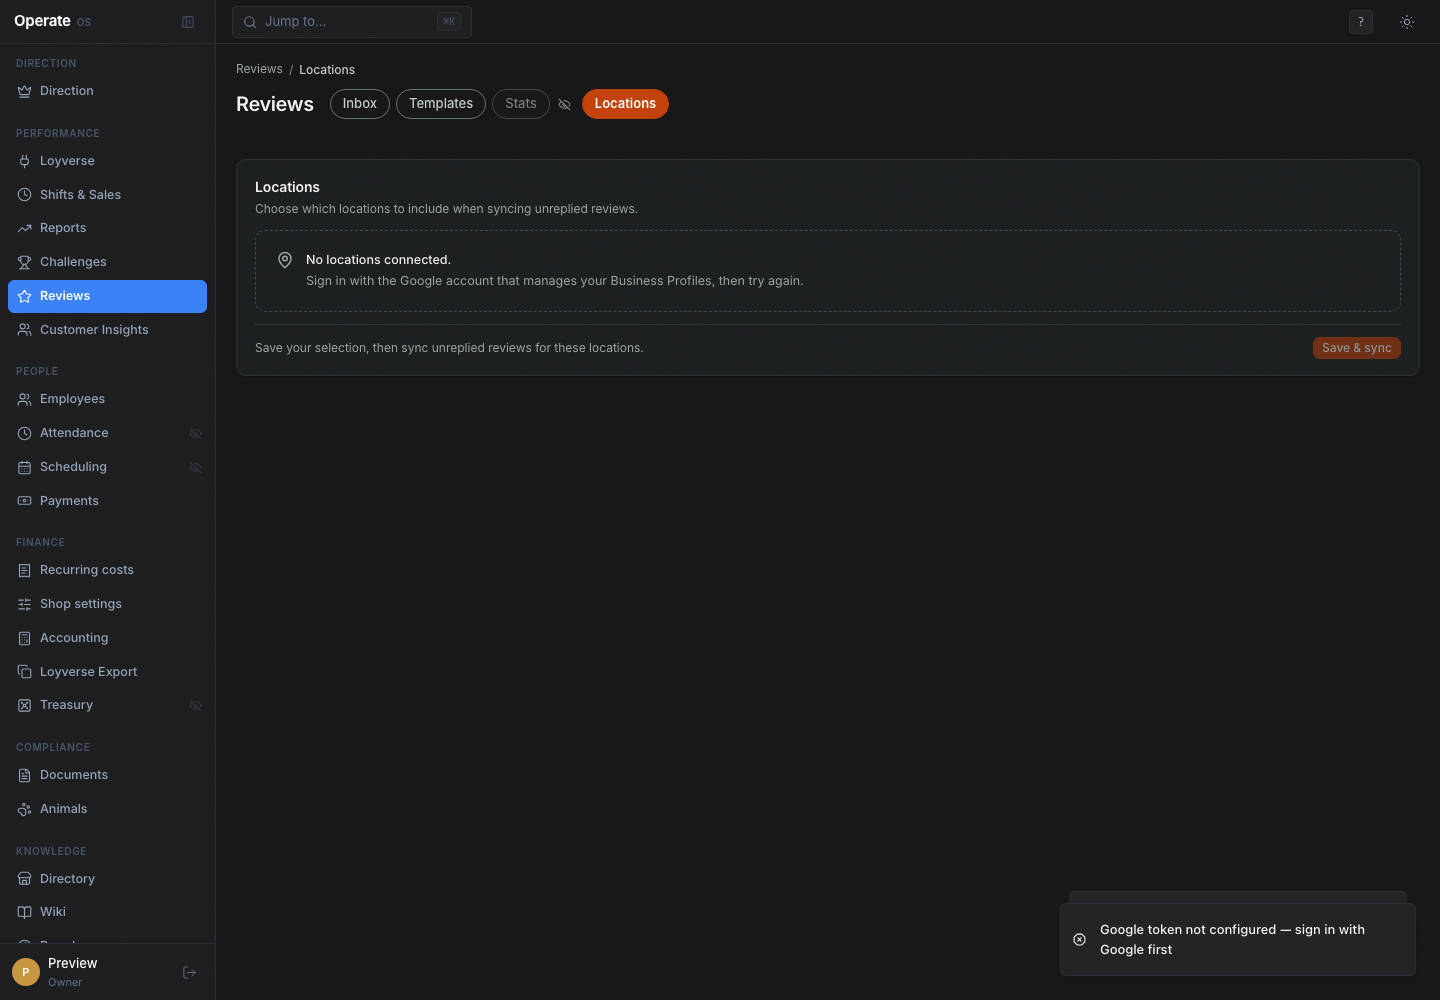 Operate OS
Jump to...
⌘K
?
DIRECTION
Direction
PERFORMANCE
Loyverse
Shifts & Sales
Reports
Challenges
Reviews
Customer Insights
PEOPLE
Employees
Attendance
Scheduling
Payments
FINANCE
Recurring costs
Shop settings
Accounting
Loyverse Export
Treasury
COMPLIANCE
Documents
Animals
KNOWLEDGE
Directory
Wiki
P
Preview
Owner
Reviews / Locations
Reviews
Inbox
Templates
Stats
Locations
Locations
Choose which locations to include when syncing unreplied reviews.
No locations connected.
Sign in with the Google account that manages your Business Profiles, then try again.
Save your selection, then sync unreplied reviews for these locations.
Save & sync
Google token not configured — sign in with
Google first